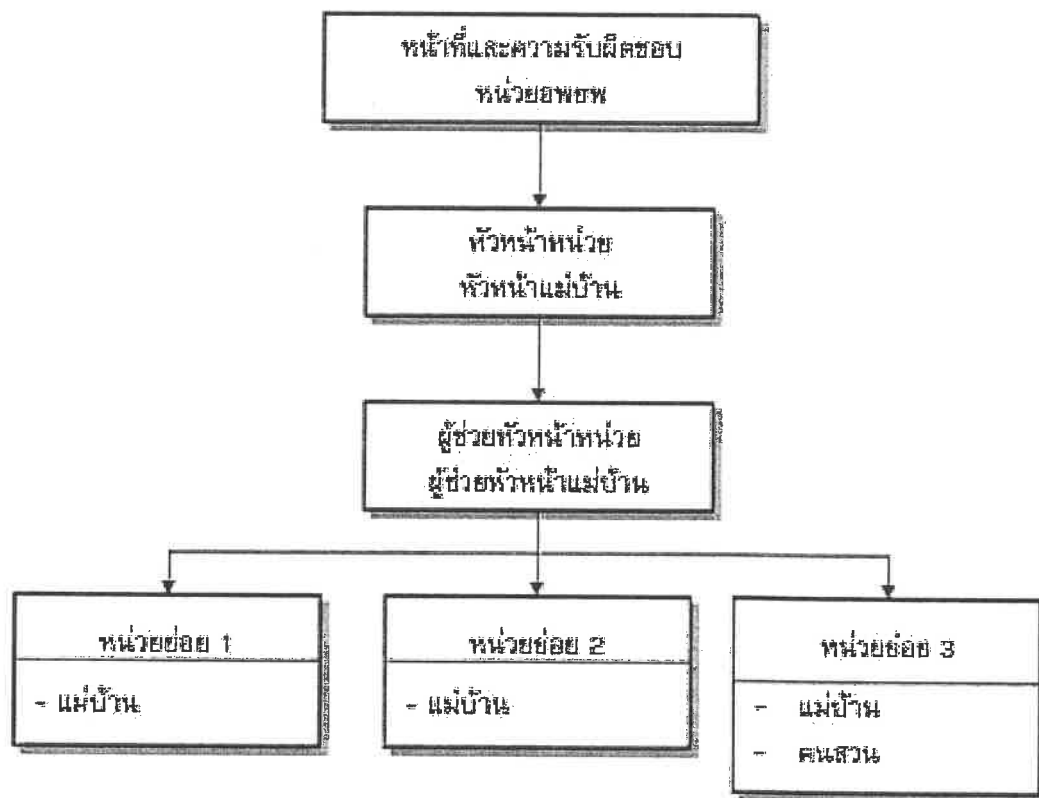 หน้าที่และความรับผิดชอบ
หน่วยอพยพ
หัวหน้าหน่วย
หัวหน้าแม่บ้าน
ผู้ช่วยหัวหน้าหน่วย
ผู้ช่วยหัวหน้าแม่บ้าน
หน่วยย่อย 1
- แม่บ้าน
หน่วยย่อย 2
- แม่บ้าน
หน่วยย่อย 3
- แม่บ้าน
- คนสวน